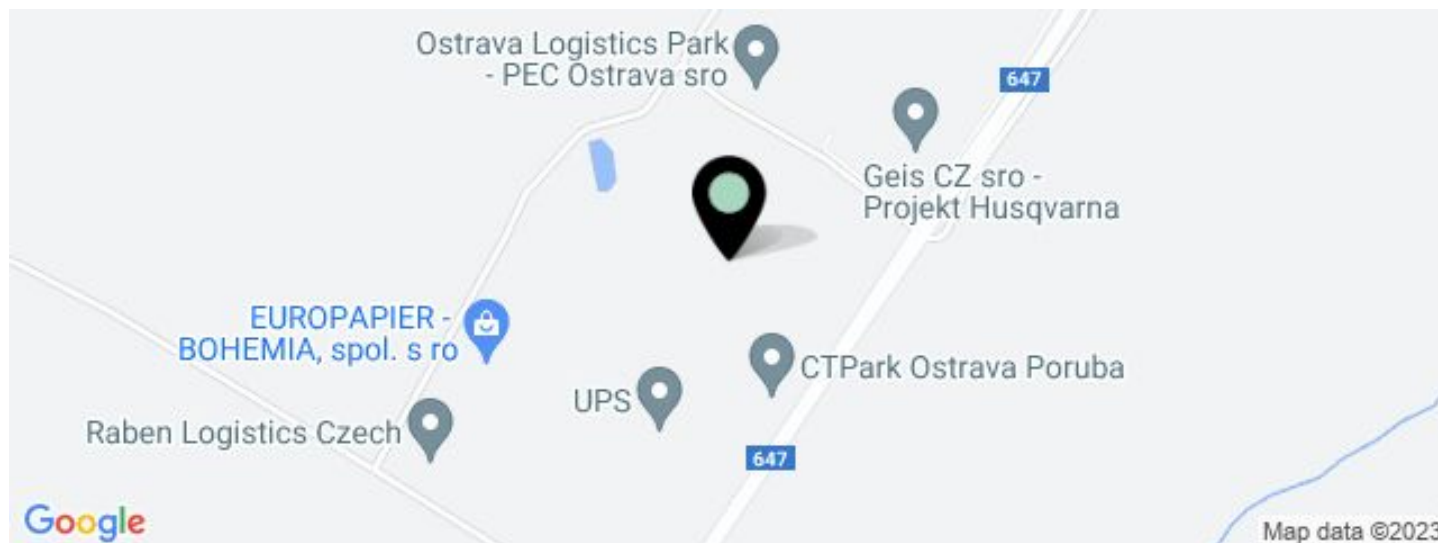 Ostrava Logistics Park
- PEC Ostrava sro
647
Geis CZ sro -
Projekt Husqvarna
EUROPAPIER -
BOHEMIA, spol. s ro
CTPark Ostrava Poruba
UPS
Raben Logistics Czech
647
Google
Map data ©2023